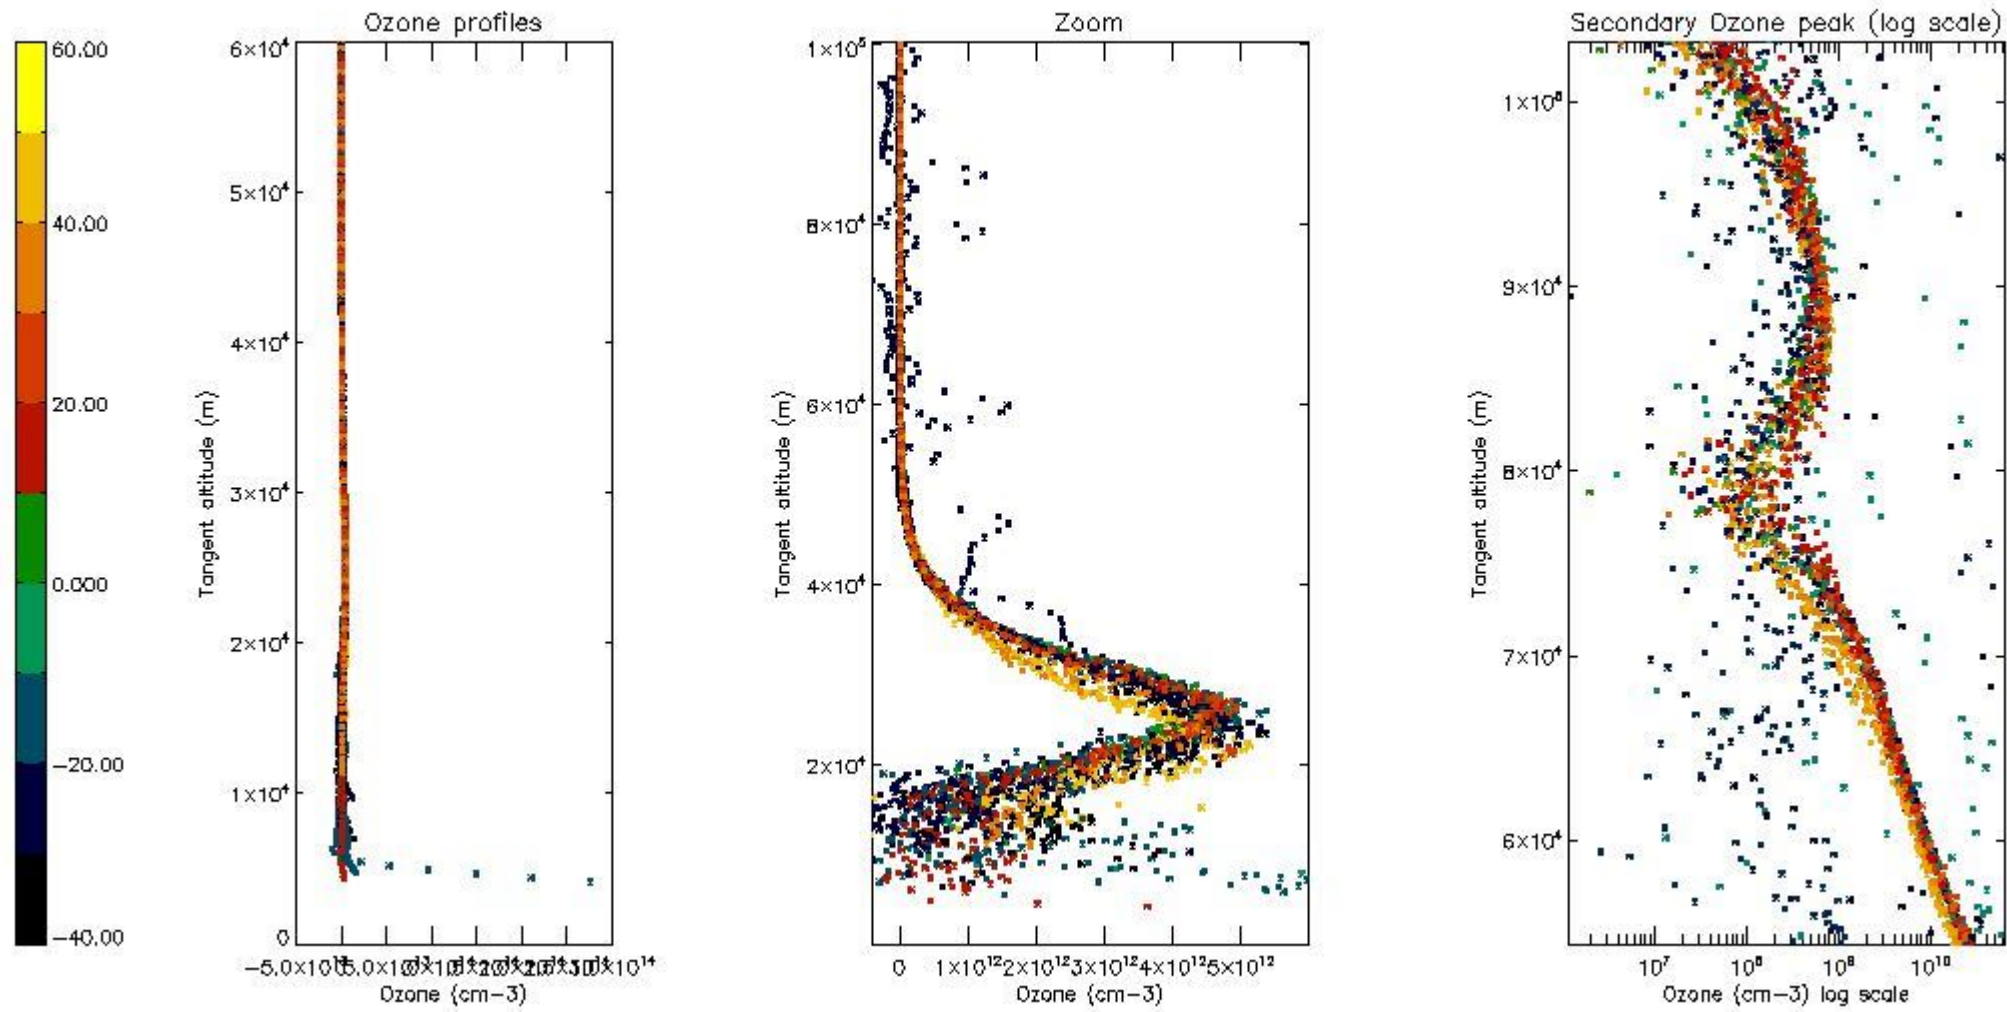 Ozone profiles
Zoom
Secondary Ozone peak (log scale)
60.00
40.00
20.00
0.000
−20.00
−40.00
Tangent altitude (m)
6×10⁴
5×10⁴
4×10⁴
3×10⁴
2×10⁴
1×10⁴
0
Ozone (cm−3)
Tangent altitude (m)
1×10⁵
8×10⁴
6×10⁴
4×10⁴
2×10⁴
0 1×10¹² 2×10¹² 3×10¹² 4×10¹² 5×10¹²
Ozone (cm−3)
Tangent altitude (m)
1×10⁵
9×10⁴
8×10⁴
7×10⁴
6×10⁴
10⁷ 10⁸ 10⁹ 10¹⁰
Ozone (cm−3) log scale